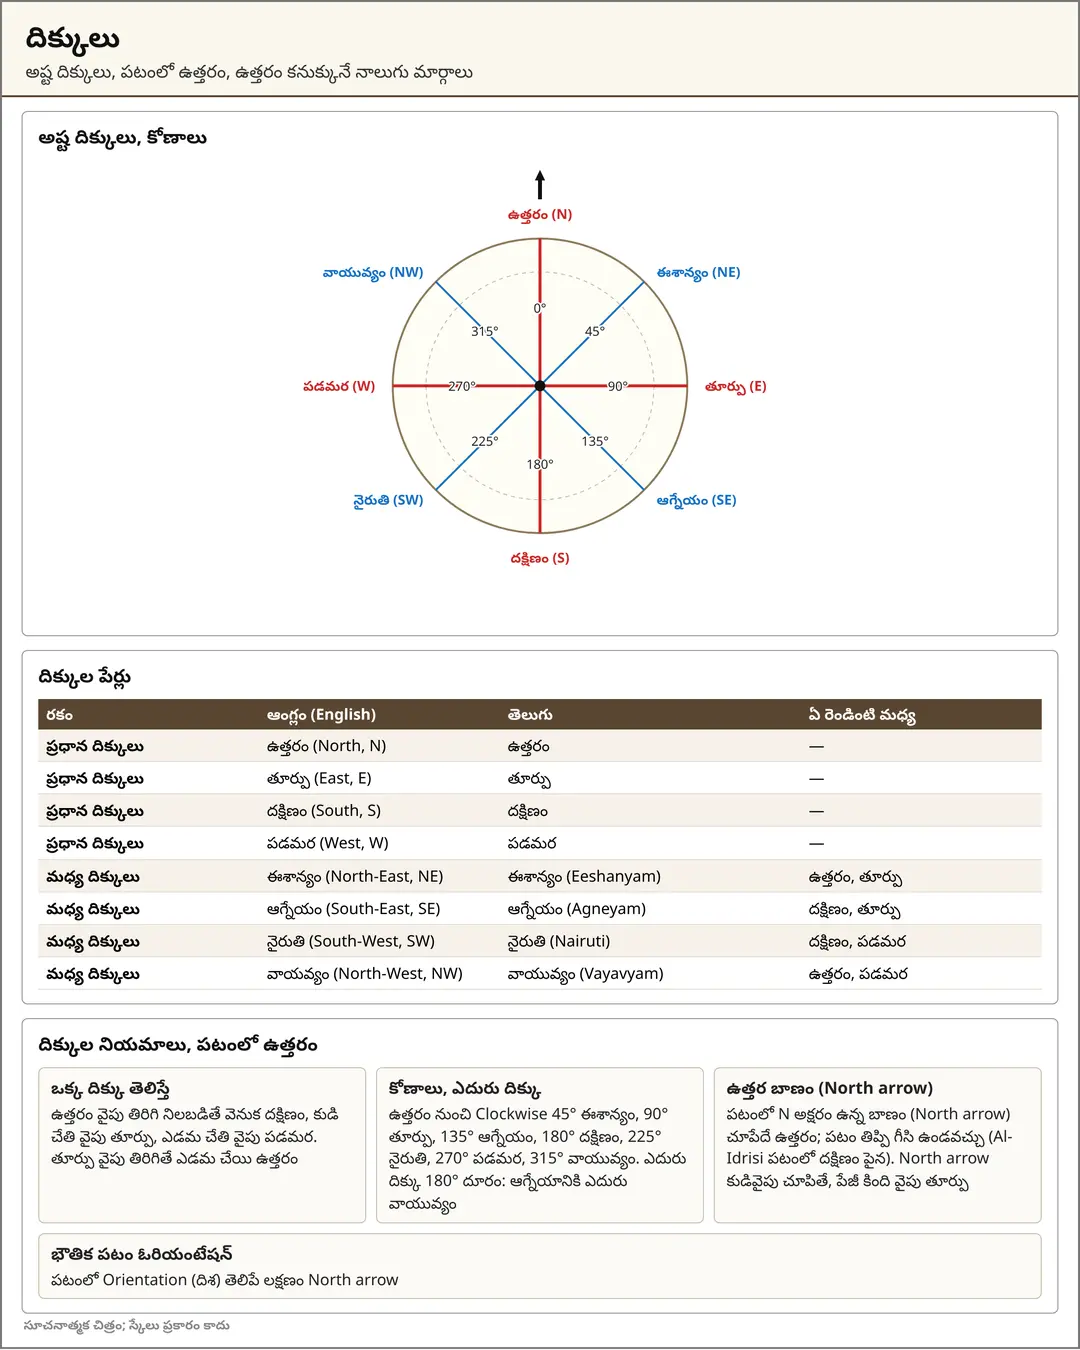 దిక్కులు
అష్ట దిక్కులు, పటంలో ఉత్తరం, ఉత్తరం కనుక్కునే నాలుగు మార్గాలు
అష్ట దిక్కులు, కోణాలు
ఉత్తరం (N)
వాయువ్యం (NW)
ఈశాన్యం (NE)
0°
315°
45°
పడమర (W)
270°
90°
తూర్పు (E)
225°
135°
180°
నైరుతి (SW)
ఆగ్నేయం (SE)
దక్షిణం (S)
దిక్కుల పేర్లు
రకం ఆంగ్లం (English) తెలుగు ఏ రెండింటి మధ్య
ప్రధాన దిక్కులు ఉత్తరం (North, N) ఉత్తరం —
ప్రధాన దిక్కులు తూర్పు (East, E) తూర్పు —
ప్రధాన దిక్కులు దక్షిణం (South, S) దక్షిణం —
ప్రధాన దిక్కులు పడమర (West, W) పడమర —
మధ్య దిక్కులు ఈశాన్యం (North-East, NE) ఈశాన్యం (Eeshanyam) ఉత్తరం, తూర్పు
మధ్య దిక్కులు ఆగ్నేయం (South-East, SE) ఆగ్నేయం (Agneyam) దక్షిణం, తూర్పు
మధ్య దిక్కులు నైరుతి (South-West, SW) నైరుతి (Nairuti) దక్షిణం, పడమర
మధ్య దిక్కులు వాయవ్యం (North-West, NW) వాయువ్యం (Vayavyam) ఉత్తరం, పడమర
దిక్కుల నియమాలు, పటంలో ఉత్తరం
ఒక్క దిక్కు తెలిస్తే
ఉత్తరం వైపు తిరిగి నిలబడితే వెనుక దక్షిణం, కుడి
చేతి వైపు తూర్పు, ఎడమ చేతి వైపు పడమర.
తూర్పు వైపు తిరిగితే ఎడమ చేయి ఉత్తరం
కోణాలు, ఎదురు దిక్కు
ఉత్తరం నుంచి Clockwise 45° ఈశాన్యం, 90°
తూర్పు, 135° ఆగ్నేయం, 180° దక్షిణం, 225°
నైరుతి, 270° పడమర, 315° వాయువ్యం. ఎదురు
దిక్కు 180° దూరం: ఆగ్నేయానికి ఎదురు
వాయువ్యం
ఉత్తర బాణం (North arrow)
పటంలో N అక్షరం ఉన్న బాణం (North arrow)
చూపేదే ఉత్తరం; పటం తిప్పి గీసి ఉండవచ్చు (Al-
Idrisi పటంలో దక్షిణం పైన). North arrow
కుడివైపు చూపితే, పేజీ కింది వైపు తూర్పు
భౌతిక పటం ఓరియంటేషన్
పటంలో Orientation (దిశ) తెలిపే లక్షణం North arrow
సూచనాత్మక చిత్రం; స్కేలు ప్రకారం కాదు